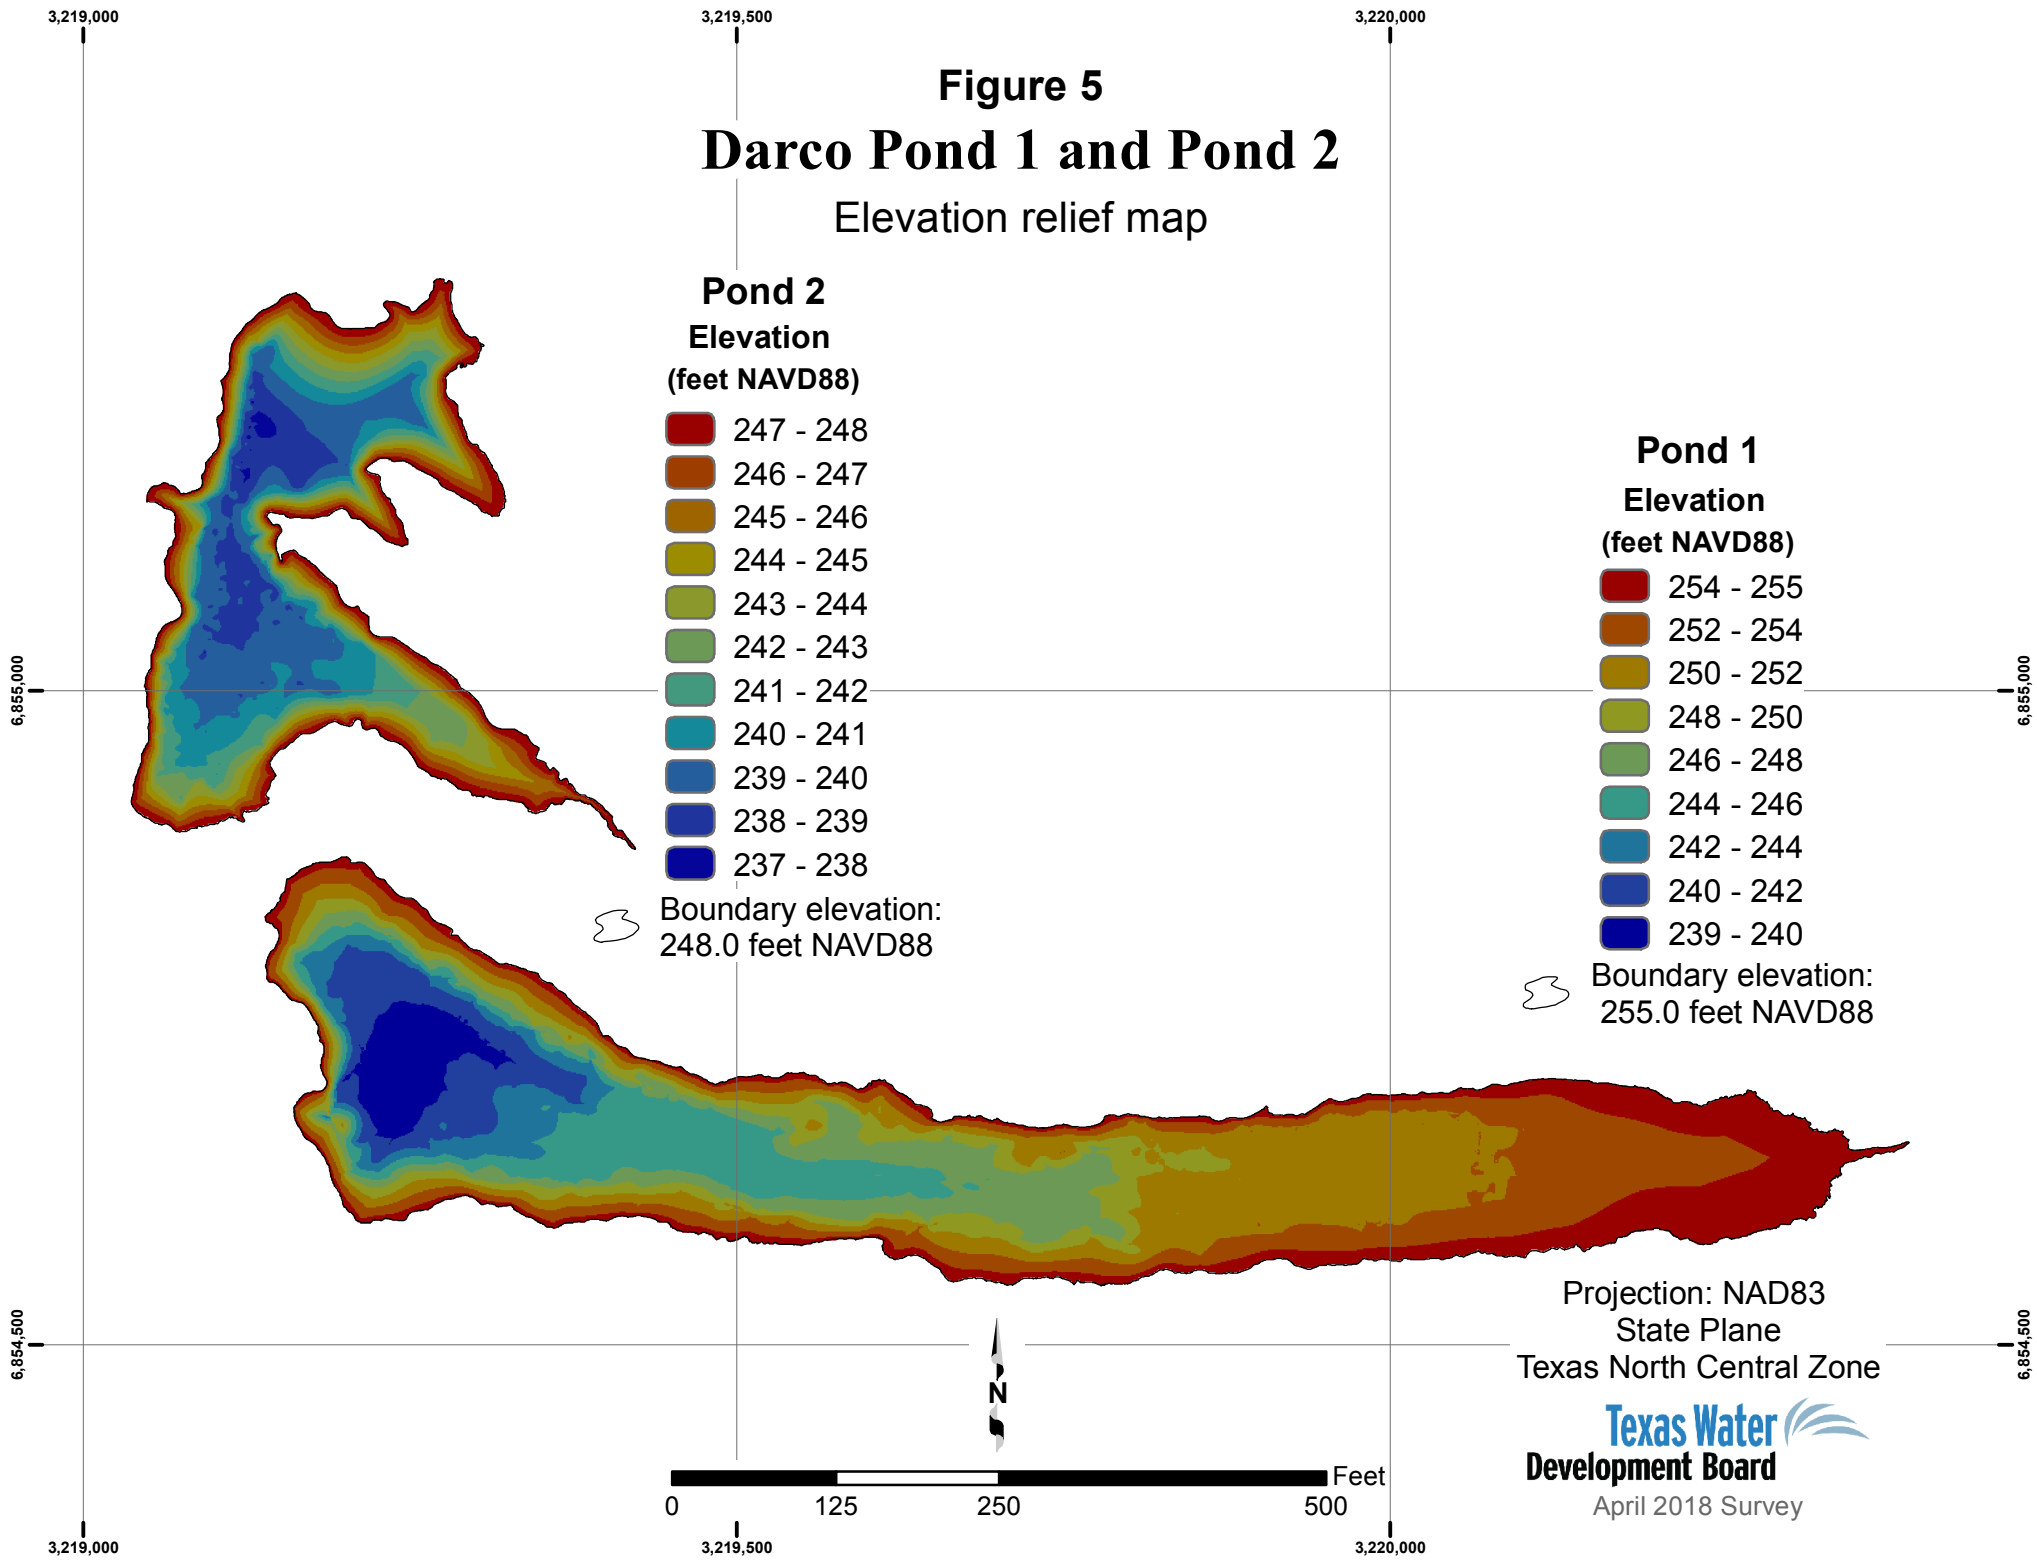 3,219,000
3,219,500
3,220,000
Figure 5
Darco Pond 1 and Pond 2
Elevation relief map
Pond 2
Elevation
(feet NAVD88)
247 - 248
246 - 247
245 - 246
244 - 245
243 - 244
242 - 243
241 - 242
240 - 241
239 - 240
238 - 239
237 - 238
Boundary elevation:
248.0 feet NAVD88
Pond 1
Elevation
(feet NAVD88)
254 - 255
252 - 254
250 - 252
248 - 250
246 - 248
244 - 246
242 - 244
240 - 242
239 - 240
Boundary elevation:
255.0 feet NAVD88
6,855,000
6,855,000
6,854,500
6,854,500
Projection: NAD83
State Plane
Texas North Central Zone
N
Texas Water
Development Board
April 2018 Survey
Feet
0
125
250
500
3,219,000
3,219,500
3,220,000